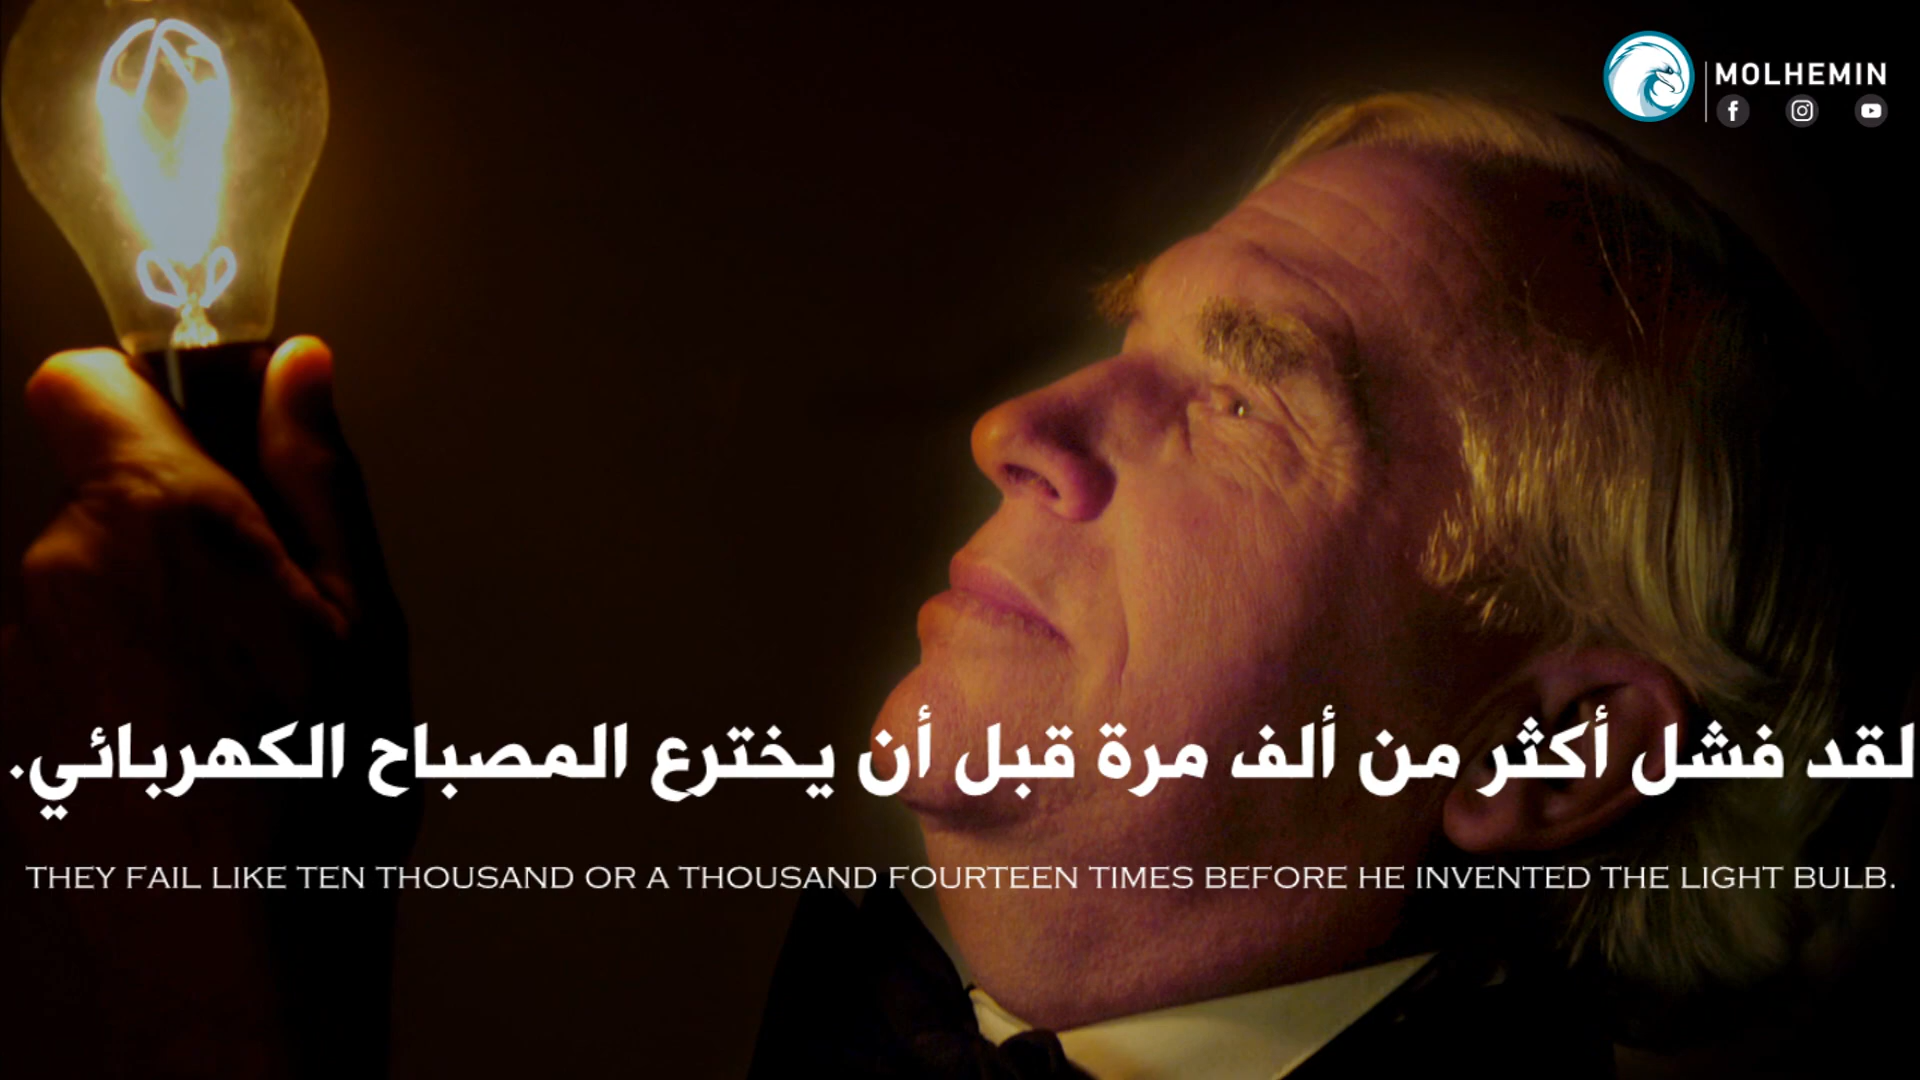 MOLHEMIN
لقد فشل أكثر من ألف مرة قبل أن يخترع المصباح الكهربائي.
THEY FAIL LIKE TEN THOUSAND OR A THOUSAND FOURTEEN TIMES BEFORE HE INVENTED THE LIGHT BULB.